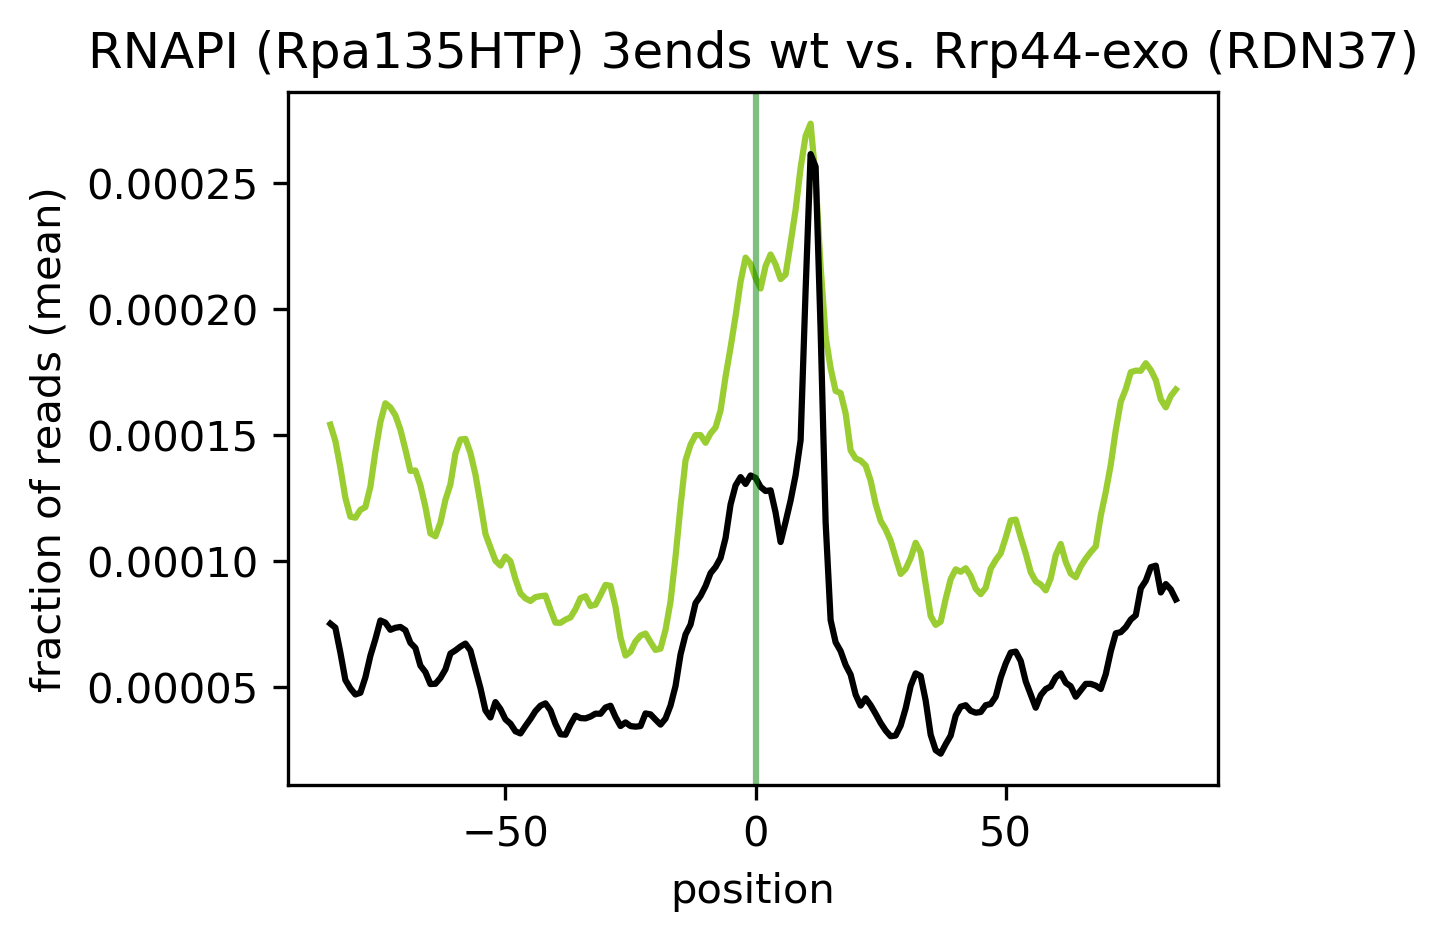 RNAPI (Rpa135HTP) 3ends wt vs. Rrp44-exo (RDN37)
fraction of reads (mean)
0.00025
0.00020
0.00015
0.00010
0.00005
−50
0
50
position